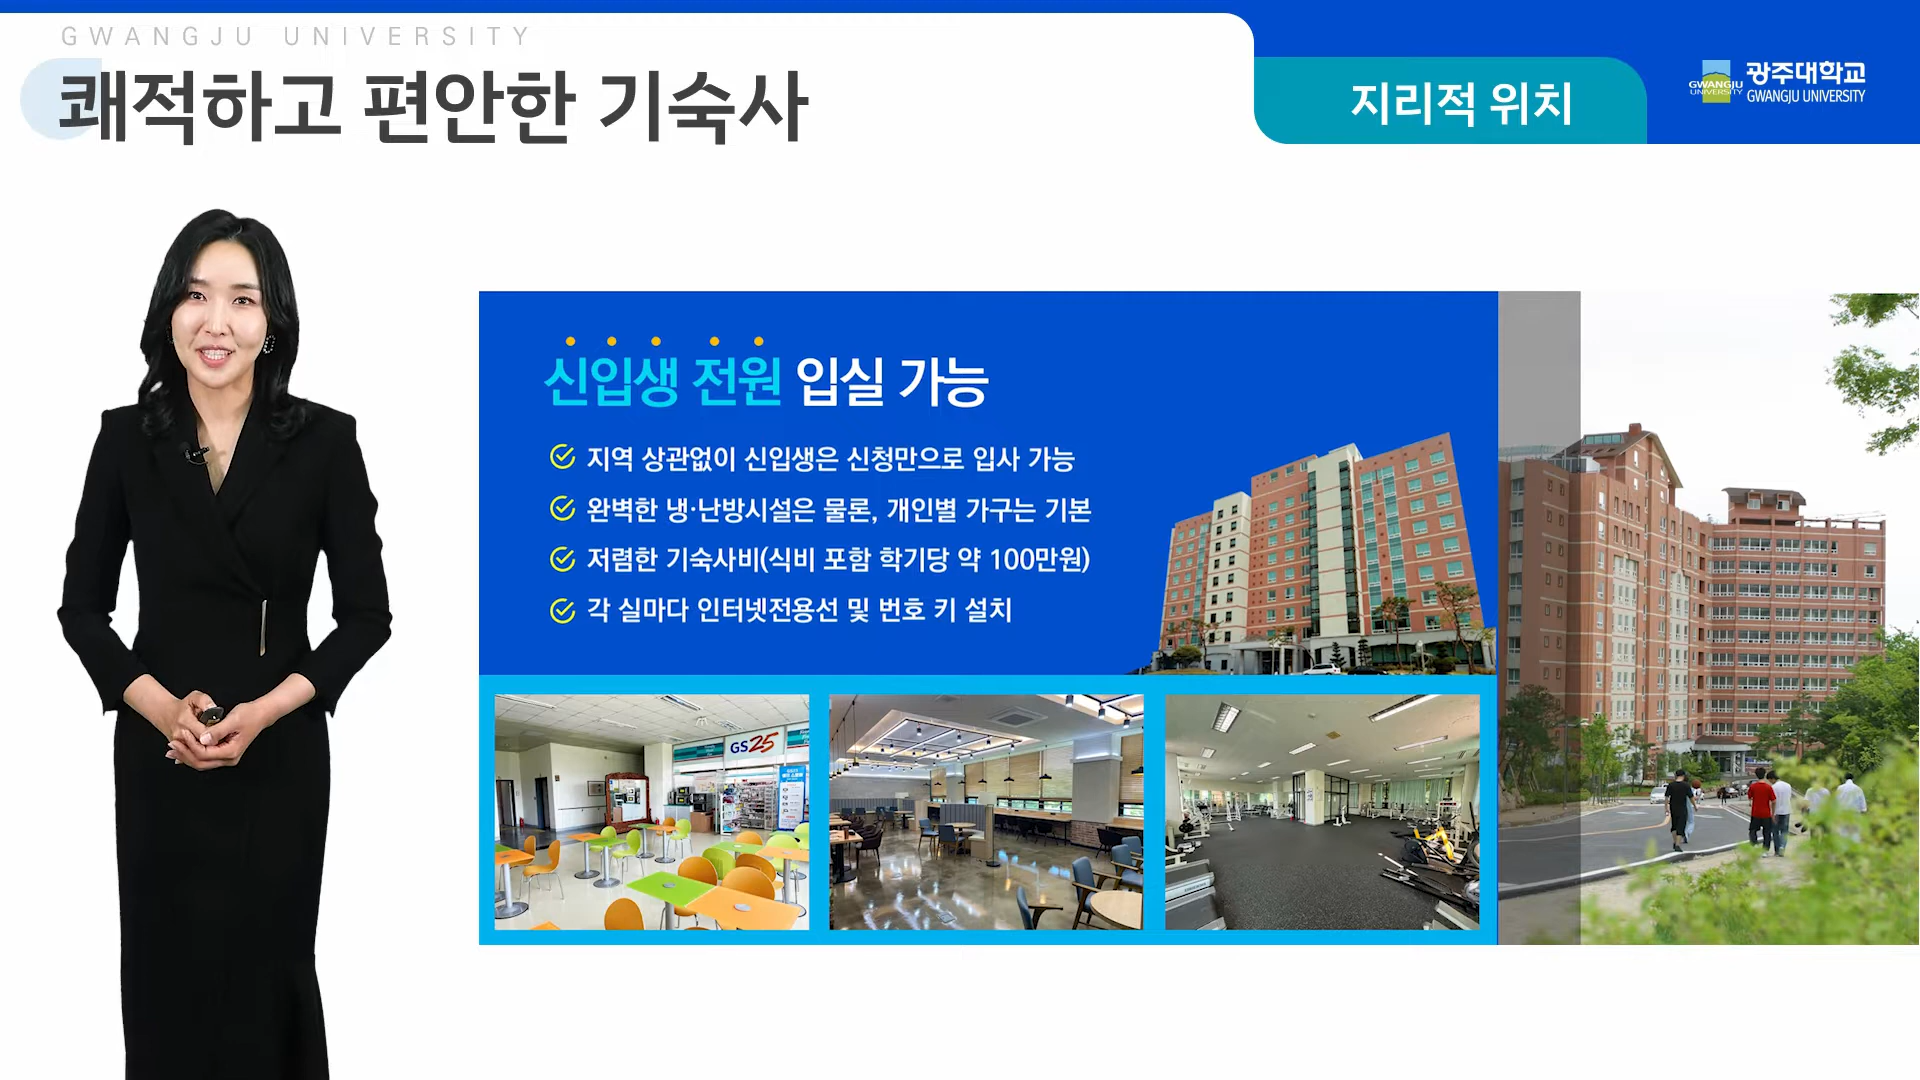 GWANGJU UNIVERSITY
쾌적하고 편안한 기숙사
지리적 위치
GWANGJU
UNIVERSITY
광주대학교
GWANGJU UNIVERSITY
신입생 전원 입실 가능
지역 상관없이 신입생은 신청만으로 입사 가능
완벽한 냉·난방시설은 물론, 개인별 가구는 기본
저렴한 기숙사비(식비 포함 학기당 약 100만원)
각 실마다 인터넷전용선 및 번호 키 설치
GS25